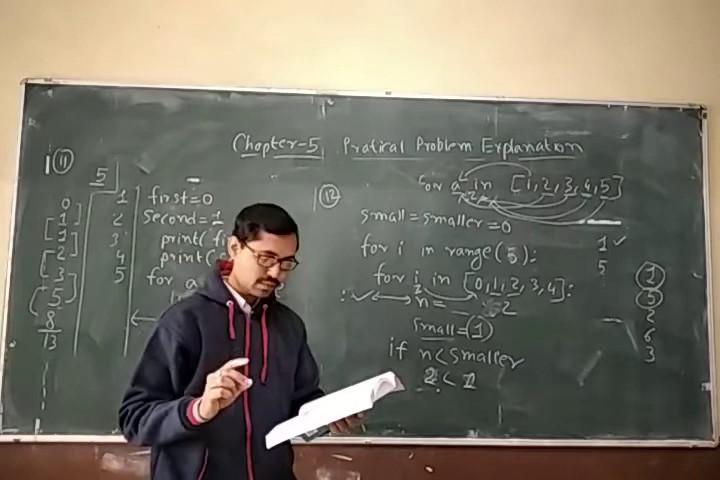 Chapter-5 Pratical Problem Explanation
11
5
0
1]
[1]
[2]
3
[5]
8
13
1
2
3
4
5
first=0
Second=1
print(fi
print(
for a
12
for a in [1,2,3,4,5]
small=smaller=0
for i in range(5):
for i in [0,1,2,3,4]:
n= 2
small=1
if n<smaller
2<1
1 ✓
5
1
5
2
6
3